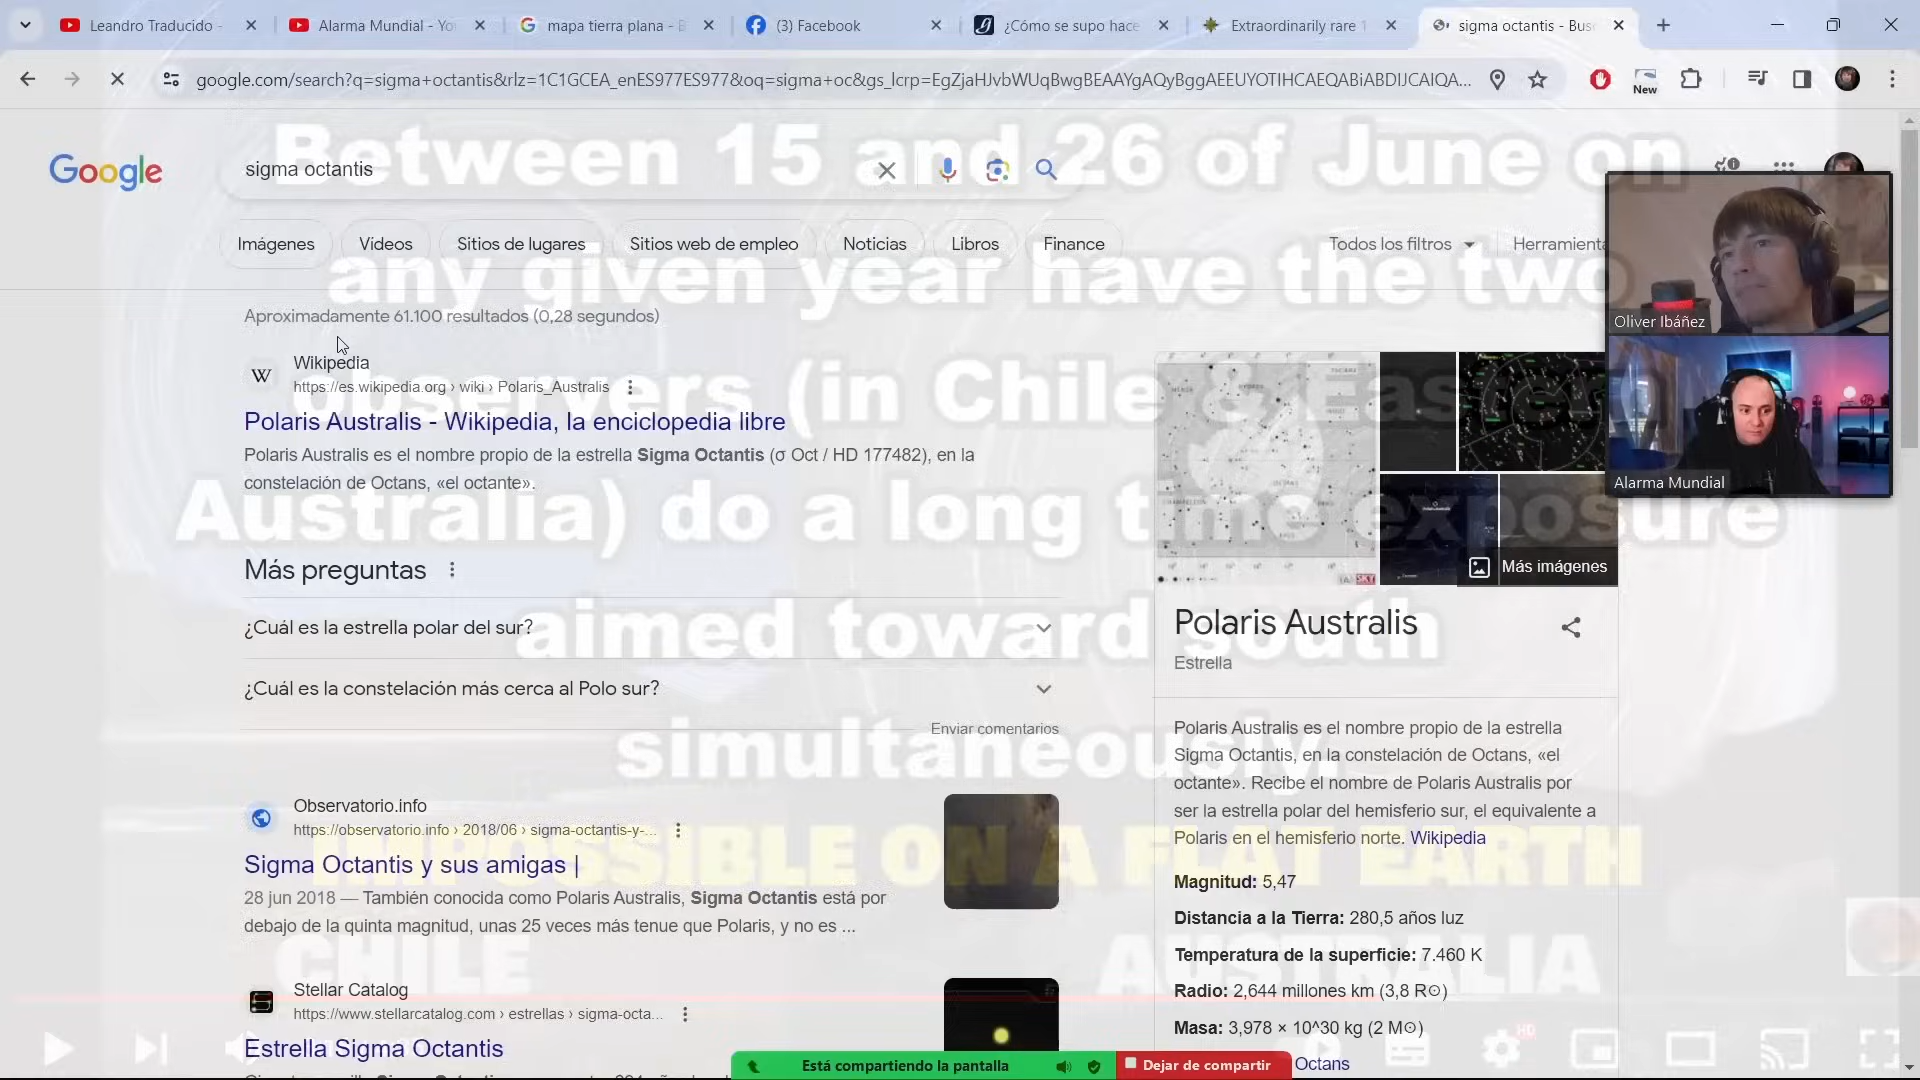 Leandro Traducido -
Alarma Mundial - Yo
mapa tierra plana - B
(3) Facebook
¿Cómo se supo hace
Extraordinarily rare 1
sigma octantis - Bus
google.com/search?q=sigma+octantis&rlz=1C1GCEA_enES977ES977&oq=sigma+oc&gs_lcrp=EgZjaHJvbWUqBwgBEAAYgAQyBggAEEUYOTIHCAEQABiABDIJCAIQA...
New
Between 15 and 26 of June on
Google
sigma octantis
Imágenes
Vídeos
Sitios de lugares
Sitios web de empleo
Noticias
Libros
Finance
Todos los filtros
Herramienta
any given year have the two
Oliver Ibáñez
Aproximadamente 61.100 resultados (0,28 segundos)
Wikipedia
https://es.wikipedia.org › wiki › Polaris_Australis
observers (in Chile & Eastern
Polaris Australis - Wikipedia, la enciclopedia libre
Polaris Australis es el nombre propio de la estrella Sigma Octantis (σ Oct / HD 177482), en la
constelación de Octans, «el octante».
Alarma Mundial
Australia) do a long time exposure
Más preguntas
Más imágenes
¿Cuál es la estrella polar del sur?
aimed toward south
Polaris Australis
Estrella
¿Cuál es la constelación más cerca al Polo sur?
Enviar comentarios
simultaneously.
Polaris Australis es el nombre propio de la estrella
Sigma Octantis, en la constelación de Octans, «el
octante». Recibe el nombre de Polaris Australis por
ser la estrella polar del hemisferio sur, el equivalente a
Polaris en el hemisferio norte. Wikipedia
Observatorio.info
https://observatorio.info › 2018/06 › sigma-octantis-y-...
IMPOSSIBLE ON A FLAT EARTH
Sigma Octantis y sus amigas |
28 jun 2018 — También conocida como Polaris Australis, Sigma Octantis está por
debajo de la quinta magnitud, unas 25 veces más tenue que Polaris, y no es ...
Magnitud: 5,47
Distancia a la Tierra: 280,5 años luz
Temperatura de la superficie: 7.460 K
CHILE
AUSTRALIA
Radio: 2,644 millones km (3,8 R☉)
Masa: 3,978 × 10^30 kg (2 M☉)
Stellar Catalog
https://www.stellarcatalog.com › estrellas › sigma-octa...
Estrella Sigma Octantis
HD
Está compartiendo la pantalla
Dejar de compartir
Octans